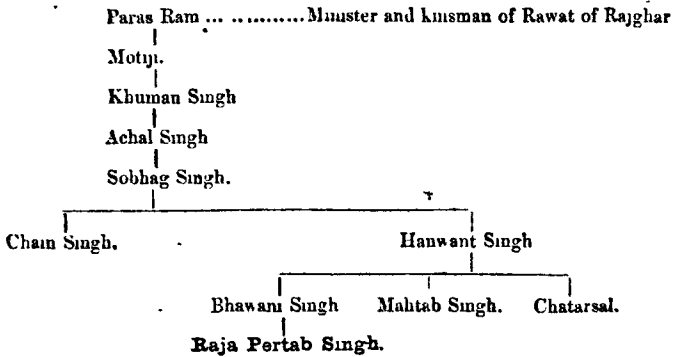 Paras Ram ... ............ Minister and kinsman of Rawat of Rajghar
Motiji.
Khuman Singh
Achal Singh
Sobhag Singh.
Chain Singh. Hanwant Singh
Bhawani Singh Mahtab Singh. Chatarsal.
Raja Pertab Singh.